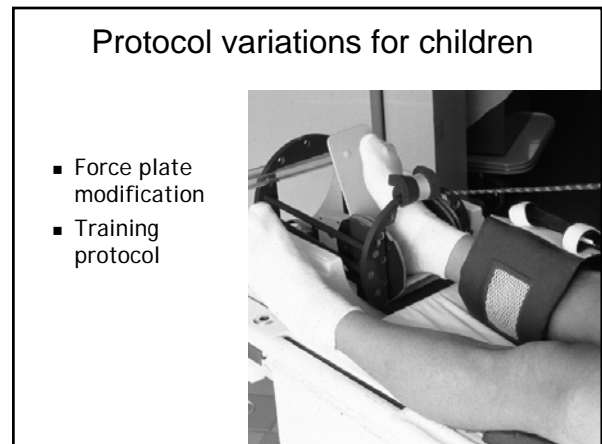 Protocol variations for children
▪ Force plate
modification
▪ Training
protocol